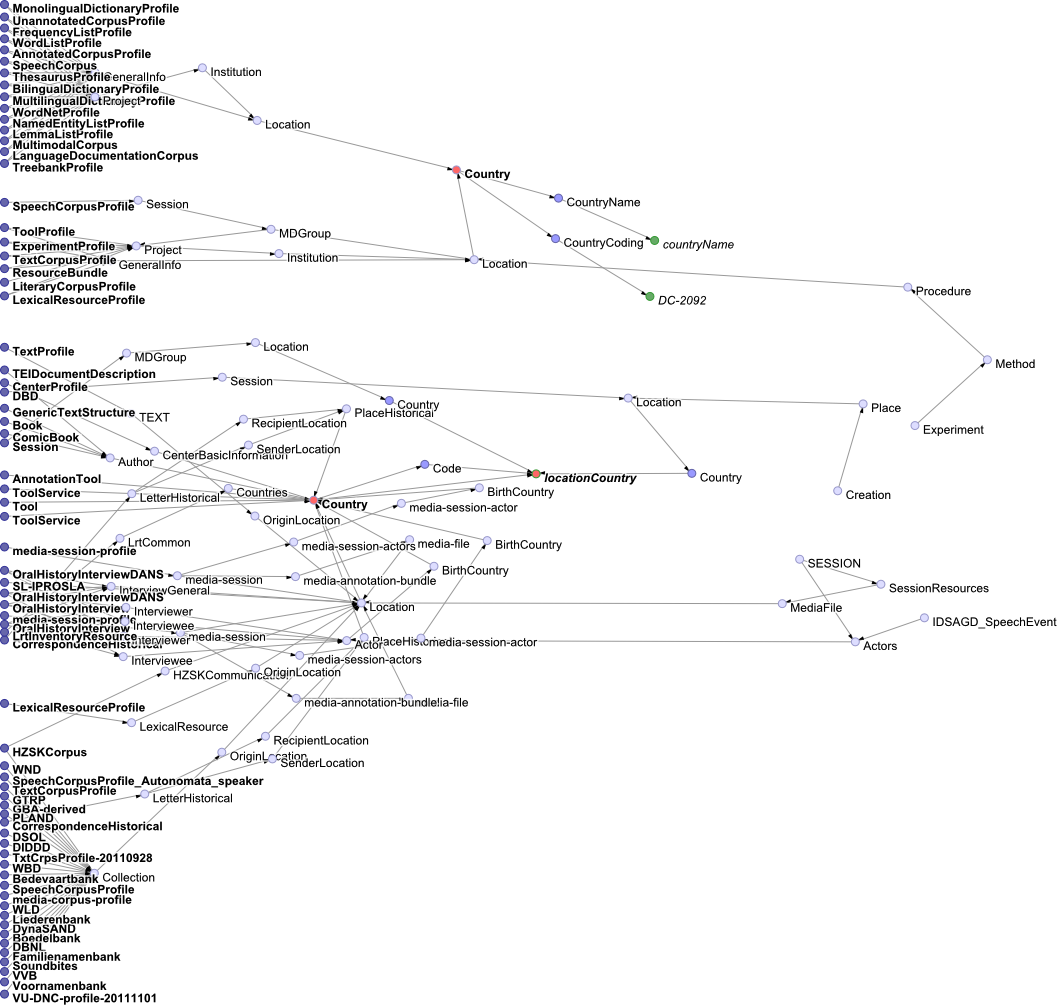 MonolingualDictionaryProfile
UnannotatedCorpusProfile
FrequencyListProfile
WordListProfile
AnnotatedCorpusProfile
SpeechCorpus
ThesaurusProfile GeneralInfo
Institution
BilingualDictionaryProfile
Project
WordNetProfile
NamedEntityListProfile
Location
LemmaListProfile
MultimodalCorpus
LanguageDocumentationCorpus
TreebankProfile
Country
SpeechCorpusProfile
Session
CountryName
ToolProfile
MDGroup
CountryCoding
countryName
ExperimentProfile
Project
Institution
TextCorpusProfile
GeneralInfo
Location
ResourceBundle
LiteraryCorpusProfile
Procedure
LexicalResourceProfile
DC-2092
TextProfile
MDGroup
Location
Method
TEIDocumentDescription
CenterProfile
Session
DBD
Country
Location
Place
GenericTextStructure
TEXT
PlaceHistorical
Book
RecipientLocation
Experiment
ComicBook
Session
CenterBasicInformation
SenderLocation
Author
Code
AnnotationTool
locationCountry
Country
ToolService
LetterHistorical
Countries
BirthCountry
Creation
Tool
Country
media-session-actor
ToolService
OriginLocation
LrtCommon
media-session-actors
media-file
BirthCountry
media-session-profile
SESSION
OralHistoryInterviewDANS
media-session
media-annotation-bundle
BirthCountry
SL-IPROSLA
InterviewGeneral
SessionResources
OralHistoryInterviewDANS
Location
MediaFile
OralHistoryInterview
Interviewer
media-session-profile
Interviewee
IDSAGD_SpeechEvent
OralHistoryInterview
LrtInventoryResource
Interviewer
media-session
PlaceHistorical
media-session-actor
CorrespondenceHistorical
Actor
Actors
Interviewee
media-session-actors
HZSKCommunication
OriginLocation
LexicalResourceProfile
media-annotation-bundle
media-file
LexicalResource
RecipientLocation
HZSKCorpus
OriginLocation
SenderLocation
WND
SpeechCorpusProfile_Autonomata_speaker
TextCorpusProfile
LetterHistorical
GTRP
GBA-derived
PLAND
CorrespondenceHistorical
DSOL
DIDDD
TxtCrpsProfile-20110928
WBD
Bedevaartbank
Collection
SpeechCorpusProfile
media-corpus-profile
WLD
Liederenbank
DynaSAND
Boedelbank
DBNL
Familienamenbank
Soundbites
VVB
Voornamenbank
VU-DNC-profile-20111101